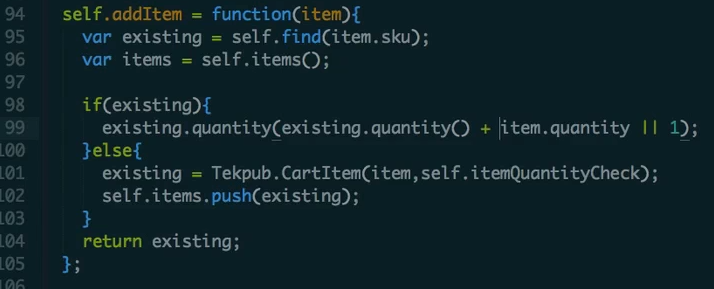 94 self.addItem = function(item){
95 var existing = self.find(item.sku);
96 var items = self.items();
97
98 if(existing){
99 existing.quantity(existing.quantity() + item.quantity || 1);
100 }else{
101 existing = Tekpub.CartItem(item,self.itemQuantityCheck);
102 self.items.push(existing);
103 }
104 return existing;
105 };
106